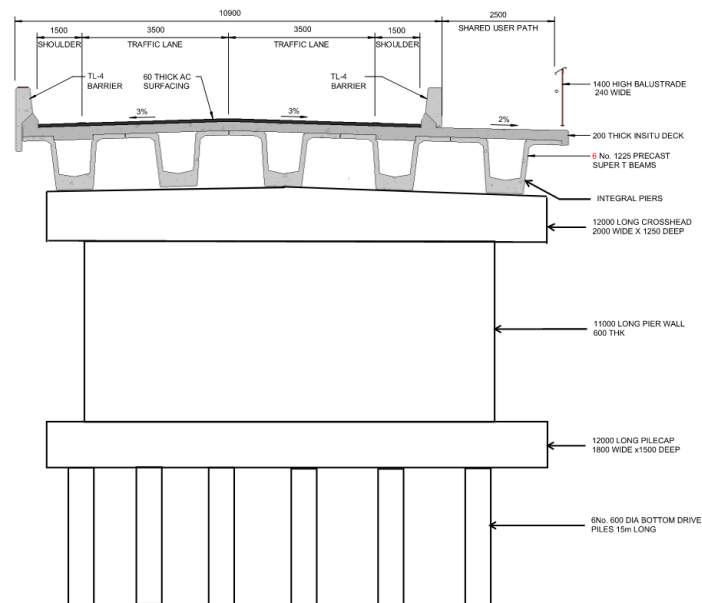 10900
2500
1500
3500
3500
1500
SHARED USER PATH
SHOULDER
TRAFFIC LANE
TRAFFIC LANE
SHOULDER
TL-4
BARRIER
60 THICK AC
SURFACING
TL-4
BARRIER
1400 HIGH BALUSTRADE
240 WIDE
3%
3%
2%
200 THICK INSITU DECK
6 No. 1225 PRECAST
SUPER T BEAMS
INTEGRAL PIERS
12000 LONG CROSSHEAD
2000 WIDE X 1250 DEEP
11000 LONG PIER WALL
600 THK
12000 LONG PILECAP
1800 WIDE x1500 DEEP
6No. 600 DIA BOTTOM DRIVE
PILES 15m LONG